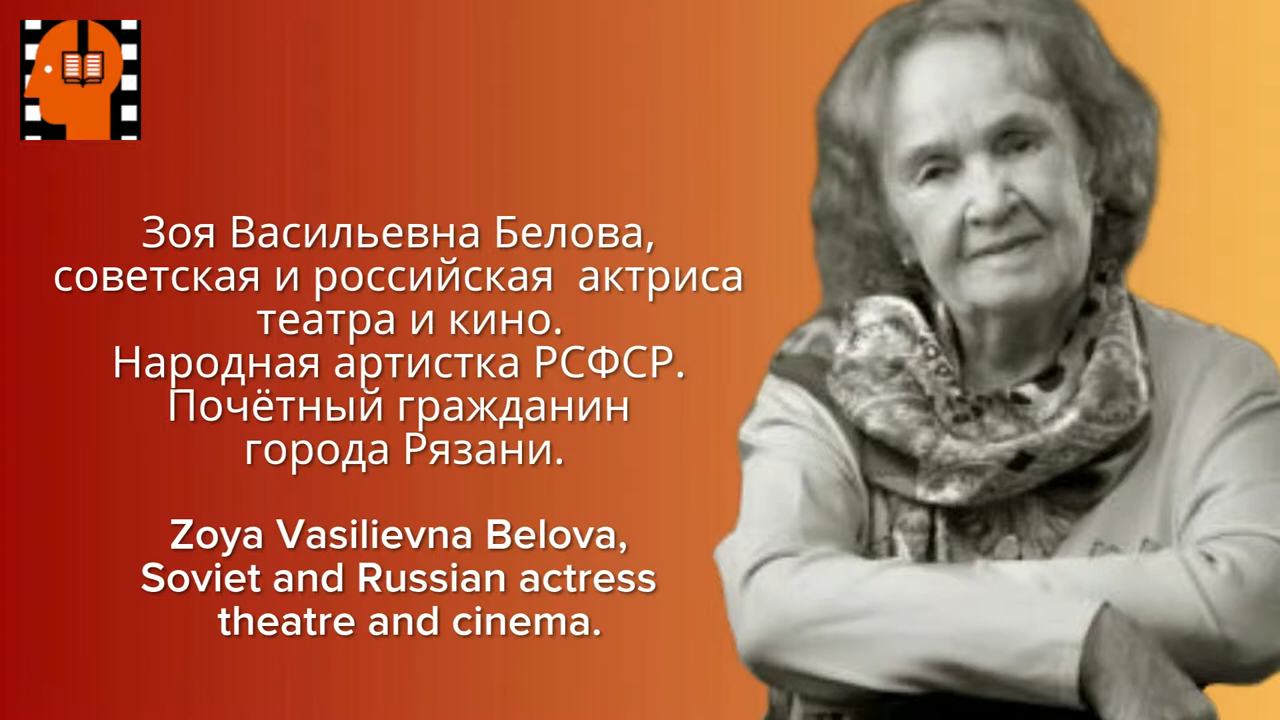 Зоя Васильевна Белова,
советская и российская актриса
театра и кино.
Народная артистка РСФСР.
Почётный гражданин
города Рязани.
Zoya Vasilievna Belova,
Soviet and Russian actress
theatre and cinema.